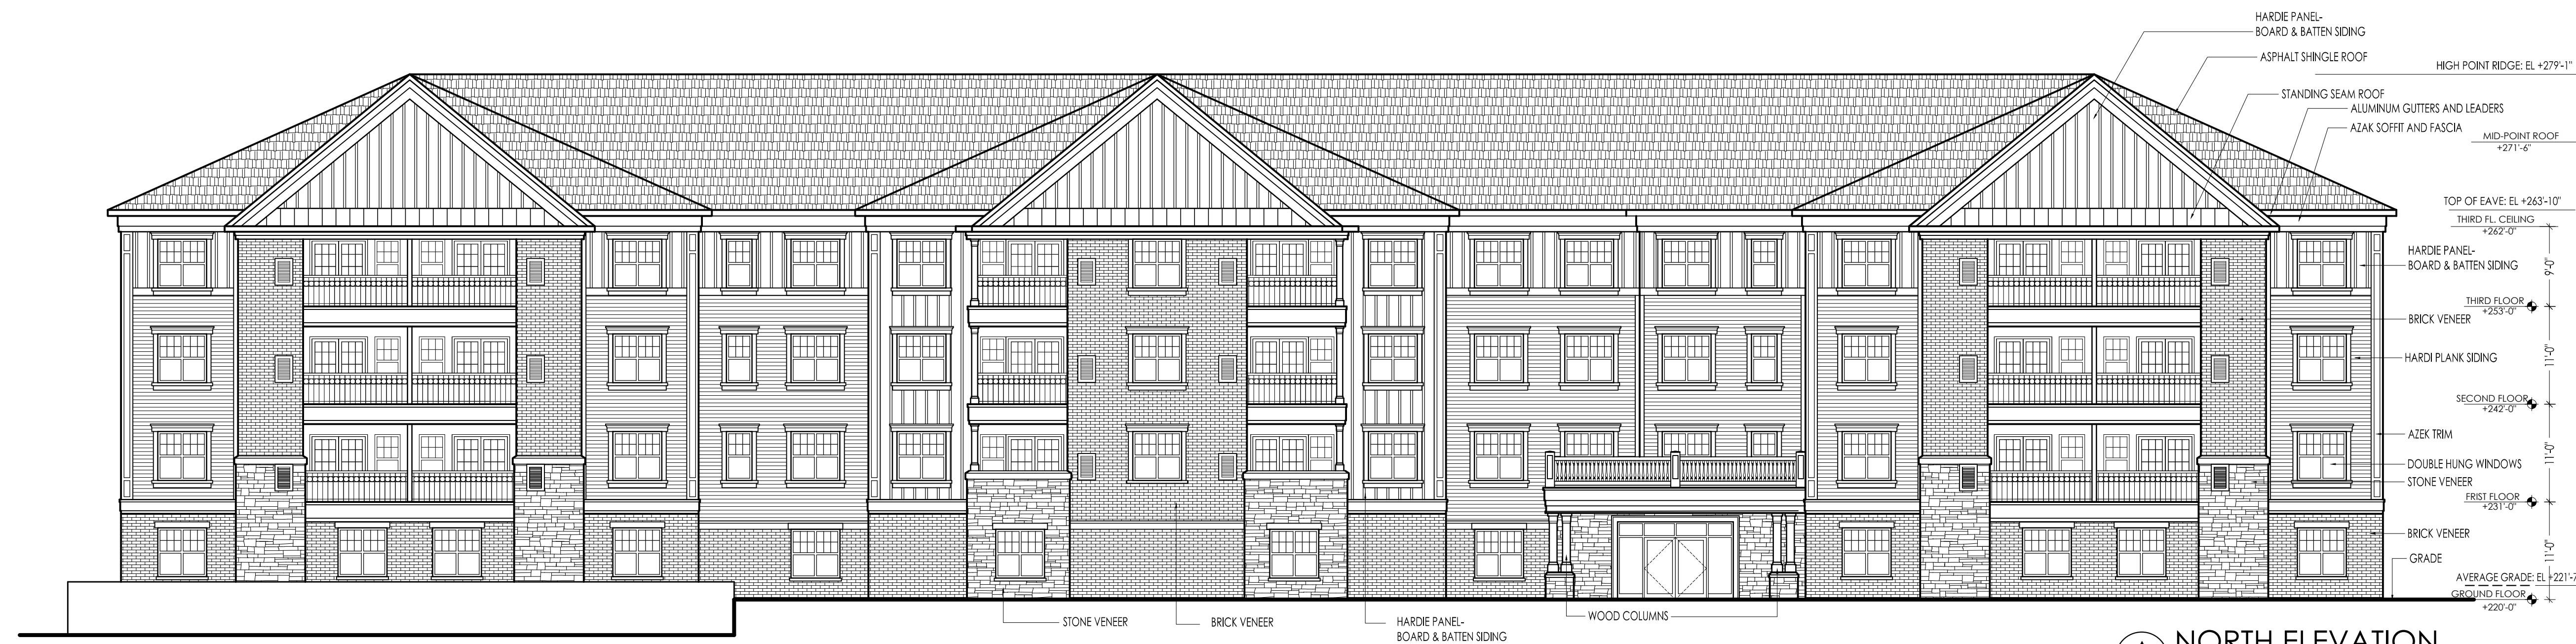 HARDIE PANEL-
BOARD & BATTEN SIDING
ASPHALT SHINGLE ROOF
HIGH POINT RIDGE: EL +279'-1"
STANDING SEAM ROOF
ALUMINUM GUTTERS AND LEADERS
AZAK SOFFIT AND FASCIA
MID-POINT ROOF
+271'-6"
TOP OF EAVE: EL +263'-10"
THIRD FL. CEILING
+262'-0"
HARDIE PANEL-
BOARD & BATTEN SIDING
9'-0"
THIRD FLOOR
+253'-0"
BRICK VENEER
11'-0"
HARDI PLANK SIDING
SECOND FLOOR
+242'-0"
AZEK TRIM
11'-0"
DOUBLE HUNG WINDOWS
STONE VENEER
FRIST FLOOR
+231'-0"
BRICK VENEER
11'-0"
GRADE
AVERAGE GRADE: EL +221'-7
GROUND FLOOR
+220'-0"
STONE VENEER
BRICK VENEER
HARDIE PANEL-
BOARD & BATTEN SIDING
WOOD COLUMNS
NORTH ELEVATION